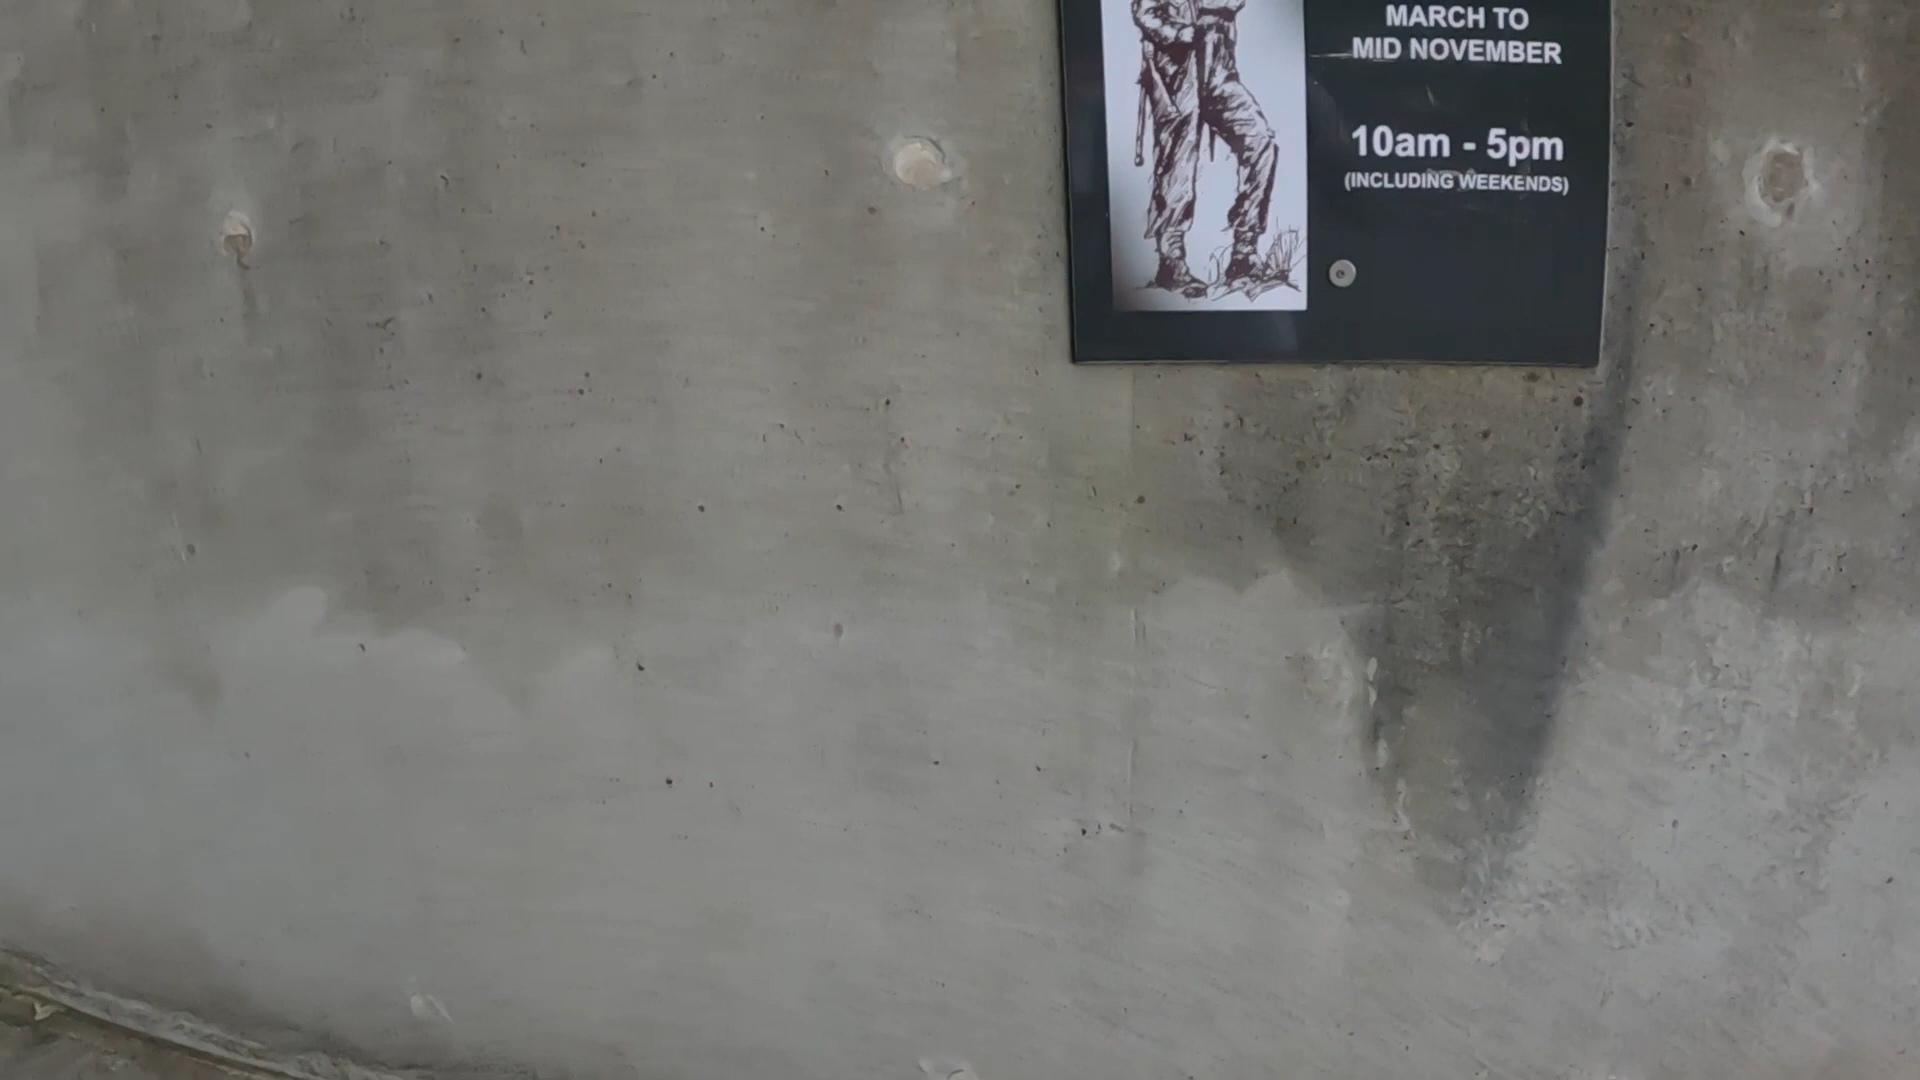 MARCH TO
MID NOVEMBER
10am - 5pm
(INCLUDING WEEKENDS)